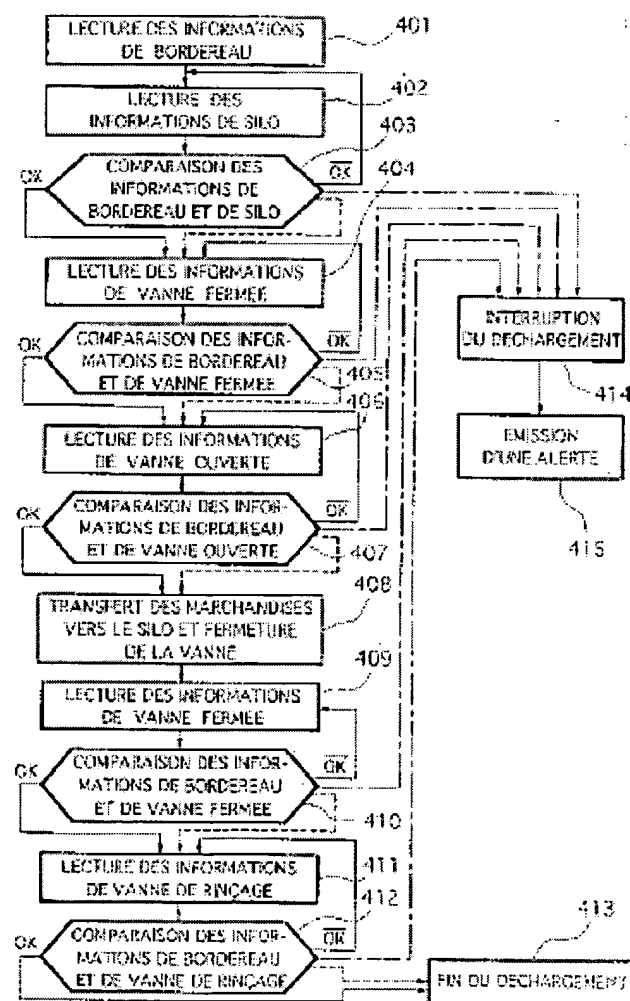 LECTURE DES INFORMATIONS
DE BORDEREAU
401
LECTURE DES
INFORMATIONS DE SILO
402
403
COMPARAISON DES
INFORMATIONS DE
BORDEREAU ET DE SILO
OK
OK
404
LECTURE DES INFORMATIONS
DE VANNE FERMEE
COMPARAISON DES INFOR-
MATIONS DE BORDEREAU
ET DE VANNE FERMEE
OK
OK
405
406
LECTURE DES INFORMATIONS
DE VANNE OUVERTE
COMPARAISON DES INFOR-
MATIONS DE BORDEREAU
ET DE VANNE OUVERTE
OK
OK
407
408
TRANSFERT DES MARCHANDISES
VERS LE SILO ET FERMETURE
DE LA VANNE
409
LECTURE DES INFORMATIONS
DE VANNE FERMEE
COMPARAISON DES INFOR-
MATIONS DE BORDEREAU
ET DE VANNE FERMEE
OK
OK
410
LECTURE DES INFORMATIONS
DE VANNE DE RINÇAGE
411
412
COMPARAISON DES INFOR-
MATIONS DE BORDEREAU
ET DE VANNE DE RINÇAGE
OK
OK
INTERRUPTION
DU DECHARGEMENT
414
EMISSION
D'UNE ALERTE
415
413
FIN DU DECHARGEMENT